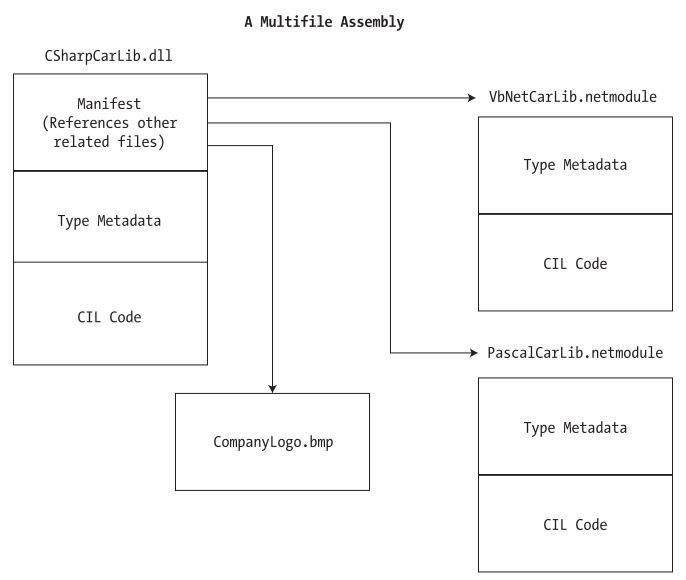 A Multifile Assembly
CSharpCarLib.dll
Manifest
(References other
related files)
Type Metadata
CIL Code
VbNetCarLib.netmodule
Type Metadata
CIL Code
PascalCarLib.netmodule
Type Metadata
CIL Code
CompanyLogo.bmp